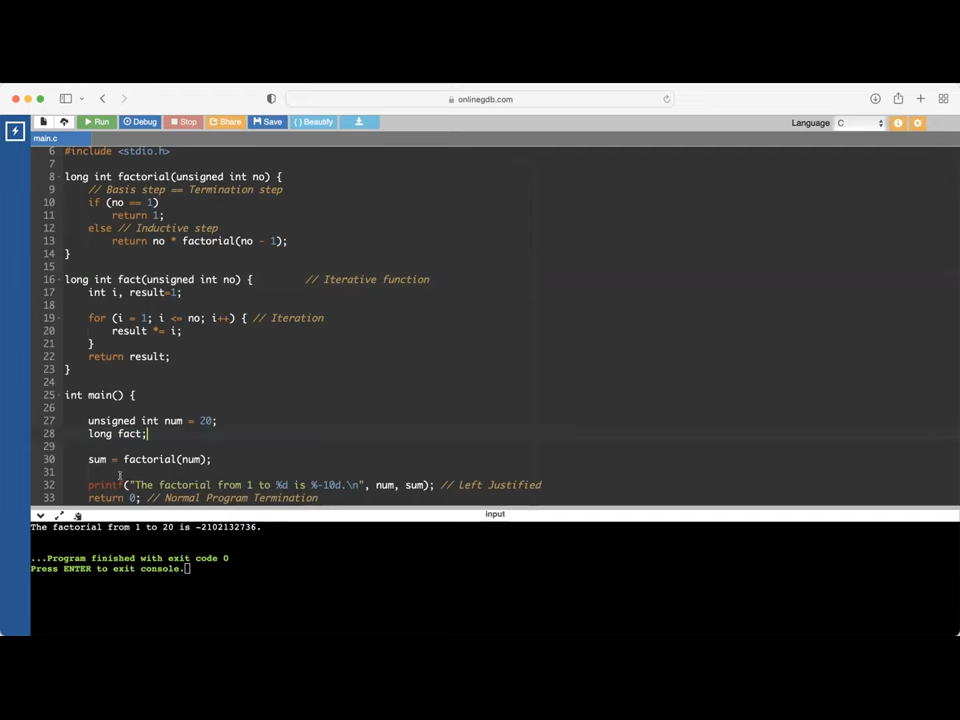 onlinegdb.com
Run Debug Stop Share Save { } Beautify Language C
main.c
6 #include <stdio.h>
7
8 long int factorial(unsigned int no) {
9 // Basis step == Termination step
10 if (no == 1)
11 return 1;
12 else // Inductive step
13 return no * factorial(no - 1);
14 }
15
16 long int fact(unsigned int no) { // Iterative function
17 int i, result=1;
18
19 for (i = 1; i <= no; i++) { // Iteration
20 result *= i;
21 }
22 return result;
23 }
24
25 int main() {
26
27 unsigned int num = 20;
28 long fact;
29
30 sum = factorial(num);
31
32 printf("The factorial from 1 to %d is %-10d.\n", num, sum); // Left Justified
33 return 0; // Normal Program Termination
input
The factorial from 1 to 20 is -2102132736.
...Program finished with exit code 0
Press ENTER to exit console.